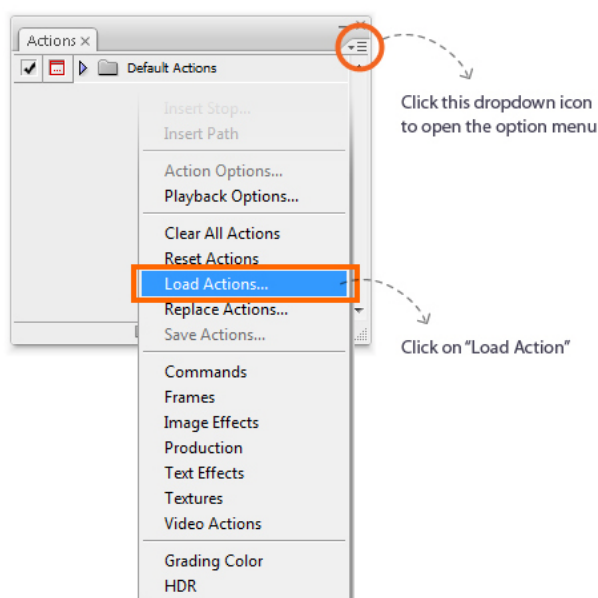 Actions ×
Default Actions
Click this dropdown icon
to open the option menu
Insert Stop...
Insert Path
Action Options...
Playback Options...
Clear All Actions
Reset Actions
Load Actions...
Replace Actions...
Save Actions...
Click on “Load Action”
Commands
Frames
Image Effects
Production
Text Effects
Textures
Video Actions
Grading Color
HDR